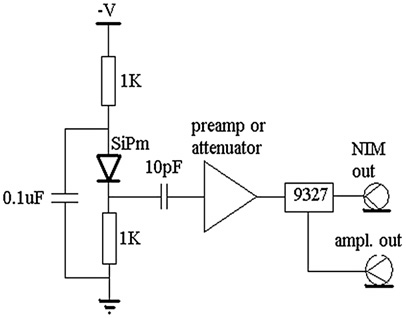 -V
1K
SiPm
preamp or
attenuator
10pF
0.1uF
1K
9327
NIM
out
ampl. out